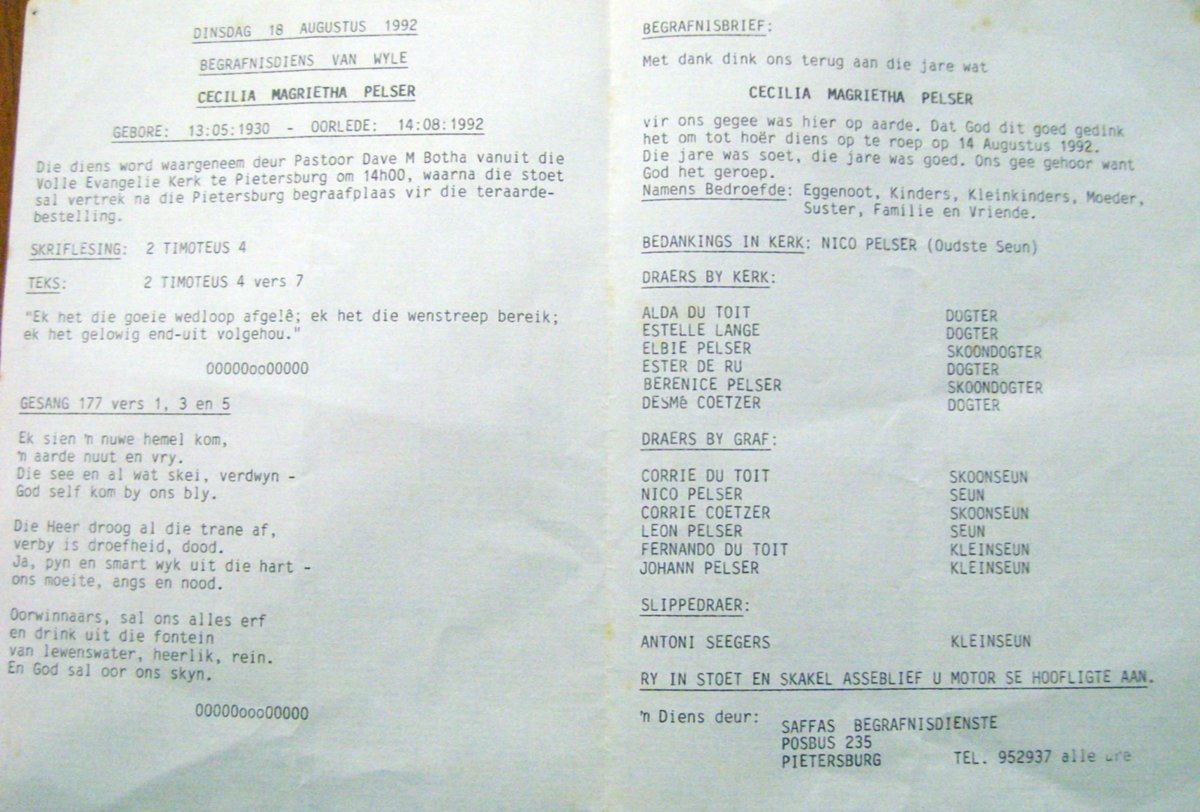 DINSDAG 18 AUGUSTUS 1992
BEGRAFNISDIENS VAN WYLE
CECILIA MAGRIETHA PELSER
GEBORE: 13:05:1930 - OORLEDE: 14:08:1992
Die diens word waargeneem deur Pastoor Dave M Botha vanuit die
Volle Evangelie Kerk te Pietersburg om 14h00, waarna die stoet
sal vertrek na die Pietersburg begraafplaas vir die teraarde-
bestelling.
SKRIFLESING: 2 TIMOTEUS 4
TEKS: 2 TIMOTEUS 4 vers 7
"Ek het die goeie wedloop afgelê; ek het die wenstreep bereik;
ek het gelowig end-uit volgehou."
00000oo00000
GESANG 177 vers 1, 3 en 5
Ek sien 'n nuwe hemel kom,
'n aarde nuut en vry.
Die see en al wat skei, verdwyn -
God self kom by ons bly.
Die Heer droog al die trane af,
verby is droefheid, dood.
Ja, pyn en smart wyk uit die hart -
ons moeite, angs en nood.
Oorwinnaars, sal ons alles erf
en drink uit die fontein
van lewenswater, heerlik, rein.
En God sal oor ons skyn.
00000ooo00000
BEGRAFNISBRIEF:
Met dank dink ons terug aan die jare wat
CECILIA MAGRIETHA PELSER
vir ons gegee was hier op aarde. Dat God dit goed gedink
het om tot hoër diens op te roep op 14 Augustus 1992.
Die jare was soet, die jare was goed. Ons gee gehoor want
God het geroep.
Namens Bedroefde: Eggenoot, Kinders, Kleinkinders, Moeder,
Suster, Familie en Vriende.
BEDANKINGS IN KERK: NICO PELSER (Oudste Seun)
DRAERS BY KERK:
ALDA DU TOIT DOGTER
ESTELLE LANGE DOGTER
ELBIE PELSER SKOONDOGTER
ESTER DE RU DOGTER
BERENICE PELSER SKOONDOGTER
DESMê COETZER DOGTER
DRAERS BY GRAF:
CORRIE DU TOIT SKOONSEUN
NICO PELSER SEUN
CORRIE COETZER SKOONSEUN
LEON PELSER SEUN
FERNANDO DU TOIT KLEINSEUN
JOHANN PELSER KLEINSEUN
SLIPPEDRAER:
ANTONI SEEGERS KLEINSEUN
RY IN STOET EN SKAKEL ASSEBLIEF U MOTOR SE HOOFLIGTE AAN.
'n Diens deur: SAFFAS BEGRAFNISDIENSTE
POSBUS 235
PIETERSBURG TEL. 952937 alle ure